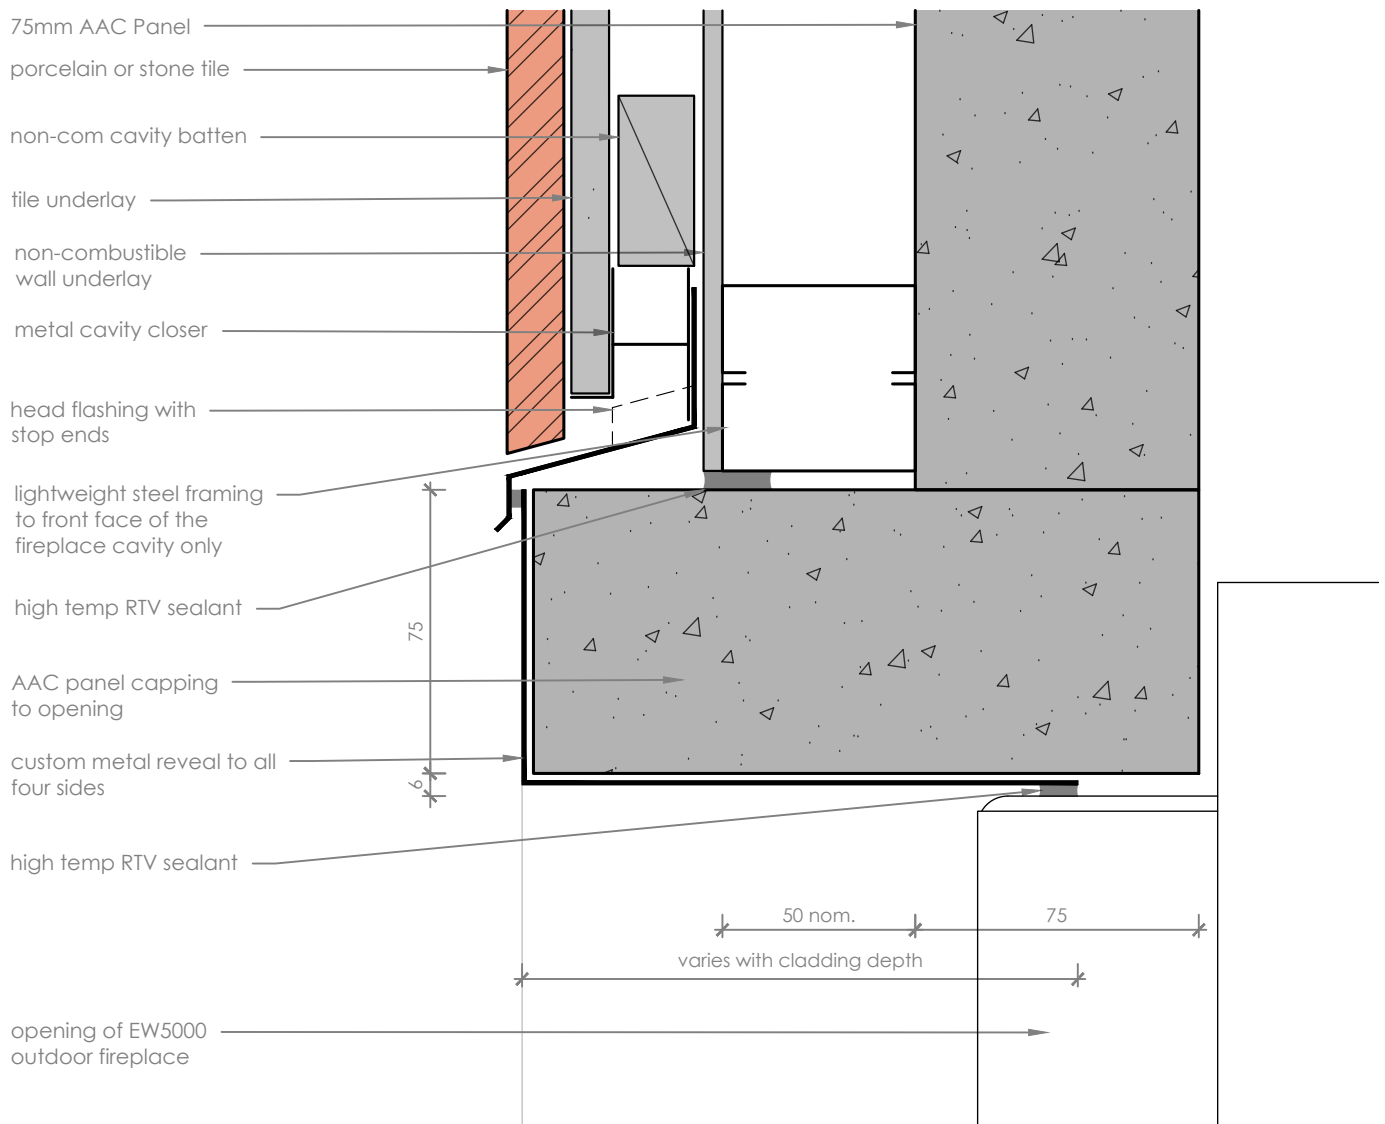 75mm AAC Panel
porcelain or stone tile
non-com cavity batten
tile underlay
non-combustible
wall underlay
metal cavity closer
head flashing with
stop ends
lightweight steel framing
to front face of the
fireplace cavity only
high temp RTV sealant
75
AAC panel capping
to opening
custom metal reveal to all
four sides
6
high temp RTV sealant
50 nom.
75
varies with cladding depth
opening of EW5000
outdoor fireplace